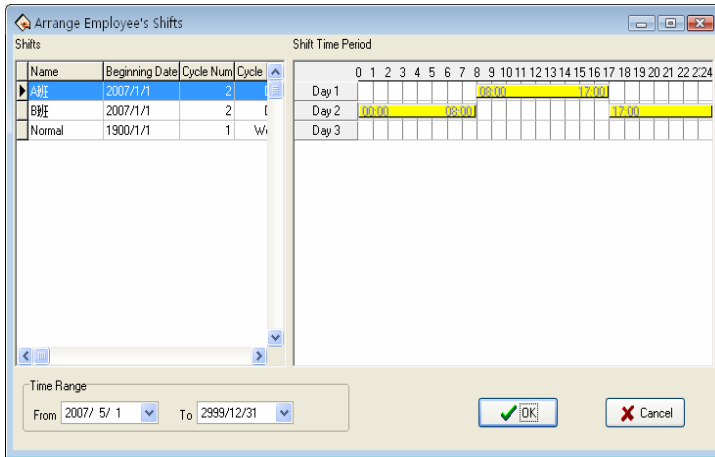 Arrange Employee's Shifts
Shifts
Shift Time Period
Name Beginning Date Cycle Num Cycle
A班 2007/1/1 2
B班 2007/1/1 2
Normal 1900/1/1 1
0 1 2 3 4 5 6 7 8 9 10 11 12 13 14 15 16 17 18 19 20 21 22 2324
Day 1 08:00 17:00
Day 2 00:00 08:00 17:00
Day 3
Time Range
From 2007/ 5/ 1 To 2999/12/31
OK
Cancel